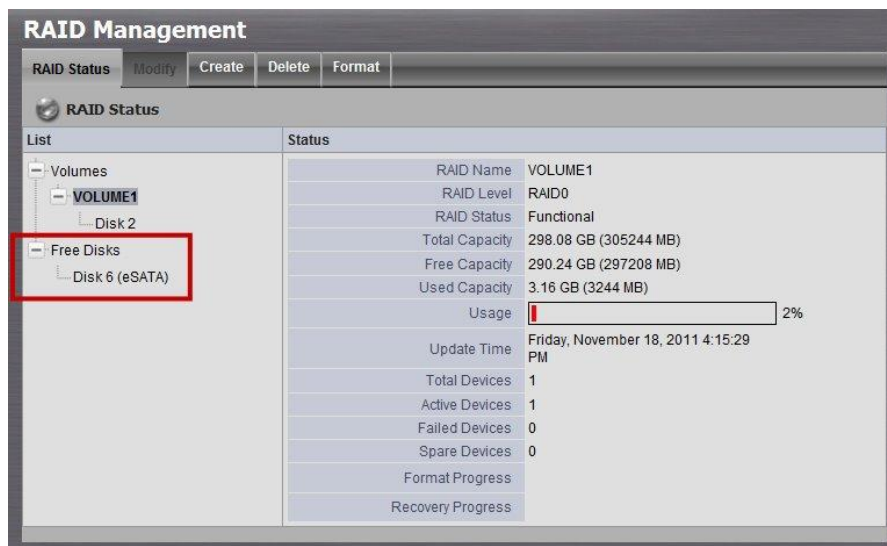 RAID Management
RAID Status Modify Create Delete Format
RAID Status
List Status
Volumes
VOLUME1
Disk 2
Free Disks
Disk 6 (eSATA)
RAID Name VOLUME1
RAID Level RAID0
RAID Status Functional
Total Capacity 298.08 GB (305244 MB)
Free Capacity 290.24 GB (297208 MB)
Used Capacity 3.16 GB (3244 MB)
Usage 2%
Update Time Friday, November 18, 2011 4:15:29
PM
Total Devices 1
Active Devices 1
Failed Devices 0
Spare Devices 0
Format Progress
Recovery Progress